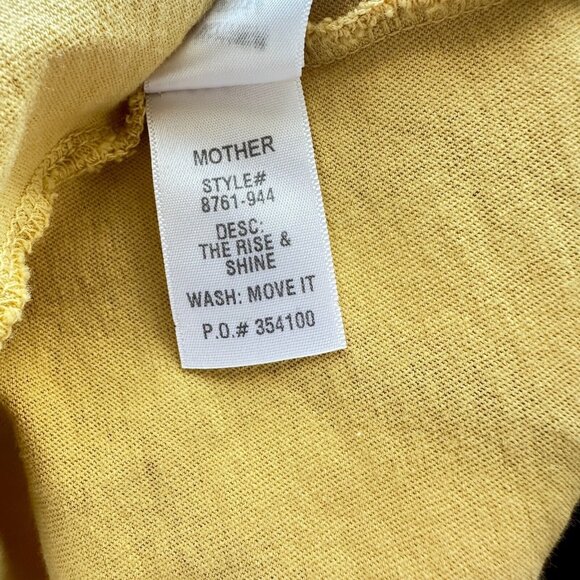 MOTHER
STYLE#
8761-944
DESC:
THE RISE &
SHINE
WASH: MOVE IT
P.O.# 354100